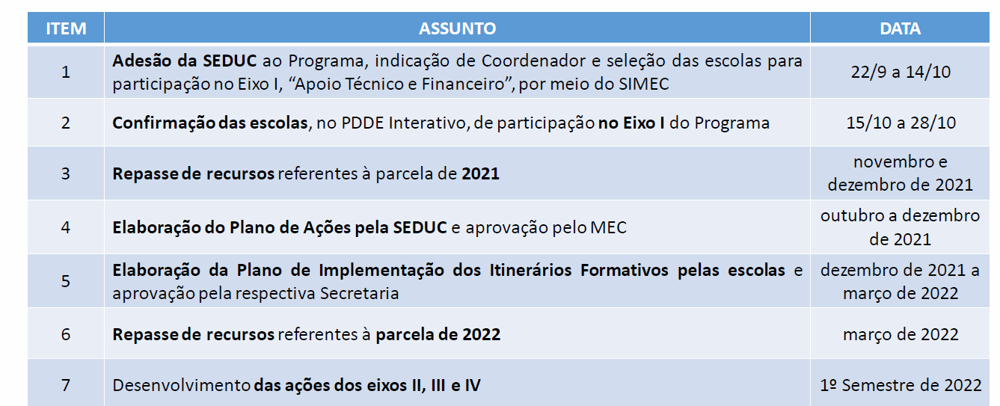 ITEM ASSUNTO DATA
1
Adesão da SEDUC ao Programa, indicação de Coordenador e seleção das escolas para
participação no Eixo I, “Apoio Técnico e Financeiro”, por meio do SIMEC
22/9 a 14/10
2
Confirmação das escolas, no PDDE Interativo, de participação no Eixo I do Programa
15/10 a 28/10
3
Repasse de recursos referentes à parcela de 2021
novembro e
dezembro de 2021
4
Elaboração do Plano de Ações pela SEDUC e aprovação pelo MEC
outubro a dezembro
de 2021
5
Elaboração da Plano de Implementação dos Itinerários Formativos pelas escolas e
aprovação pela respectiva Secretaria
dezembro de 2021 a
março de 2022
6
Repasse de recursos referentes à parcela de 2022
março de 2022
7
Desenvolvimento das ações dos eixos II, III e IV
1º Semestre de 2022